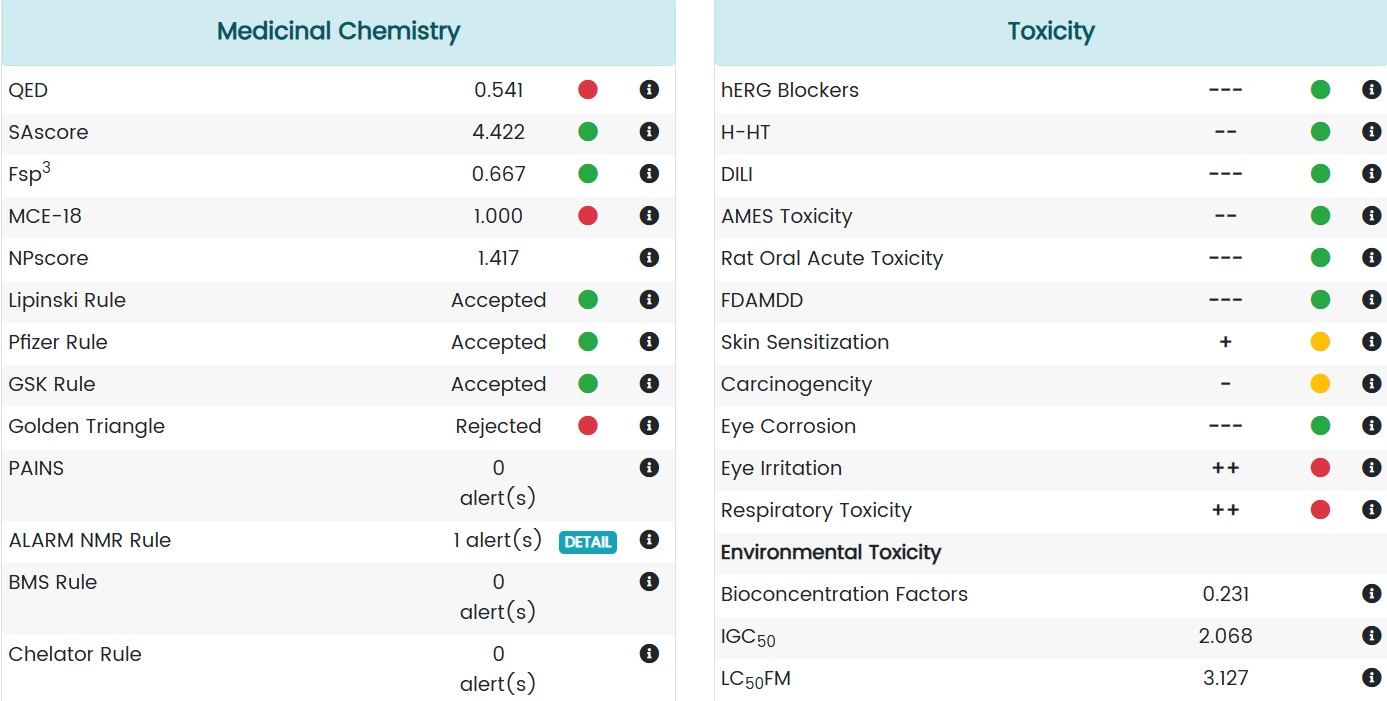 Medicinal Chemistry
QED 0.541
SAscore 4.422
Fsp3 0.667
MCE-18 1.000
NPscore 1.417
Lipinski Rule Accepted
Pfizer Rule Accepted
GSK Rule Accepted
Golden Triangle Rejected
PAINS 0
alert(s)
ALARM NMR Rule 1 alert(s) DETAIL
BMS Rule 0
alert(s)
Chelator Rule 0
alert(s)
Toxicity
hERG Blockers ---
H-HT --
DILI ---
AMES Toxicity --
Rat Oral Acute Toxicity ---
FDAMDD ---
Skin Sensitization +
Carcinogencity -
Eye Corrosion ---
Eye Irritation ++
Respiratory Toxicity ++
Environmental Toxicity
Bioconcentration Factors 0.231
IGC50 2.068
LC50FM 3.127